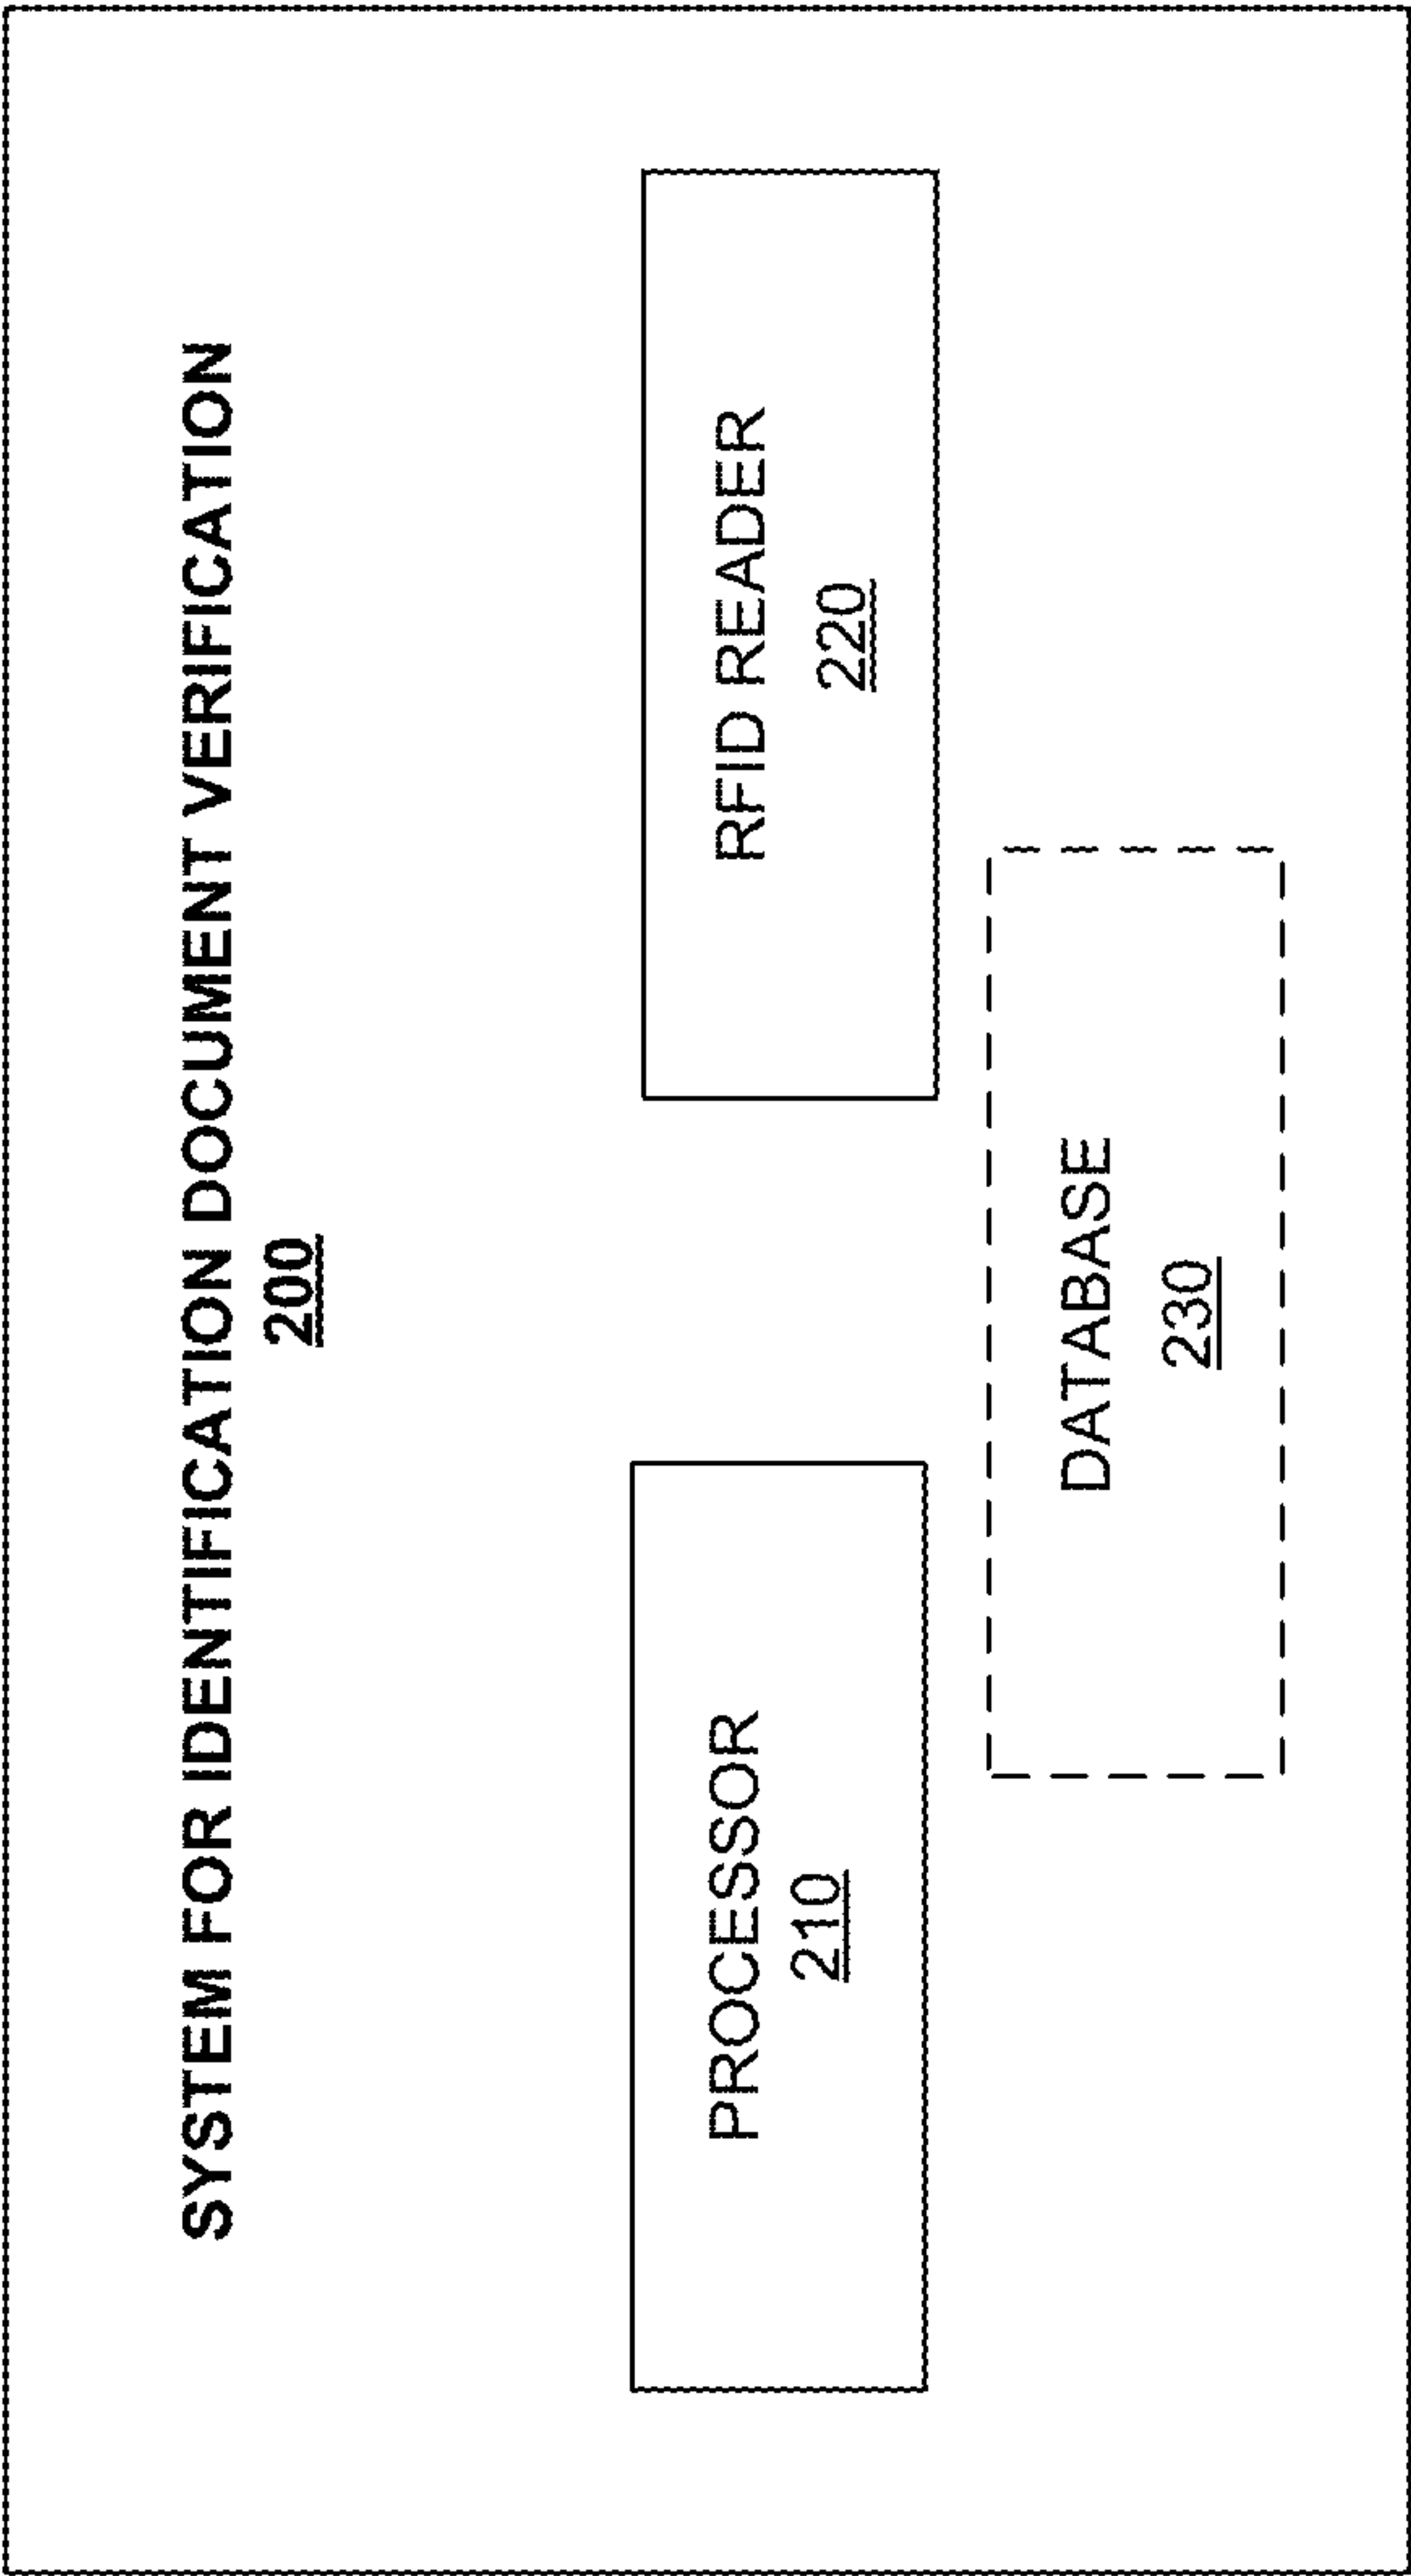 SYSTEM FOR IDENTIFICATION DOCUMENT VERIFICATION
200
PROCESSOR
210
RFID READER
220
DATABASE
230